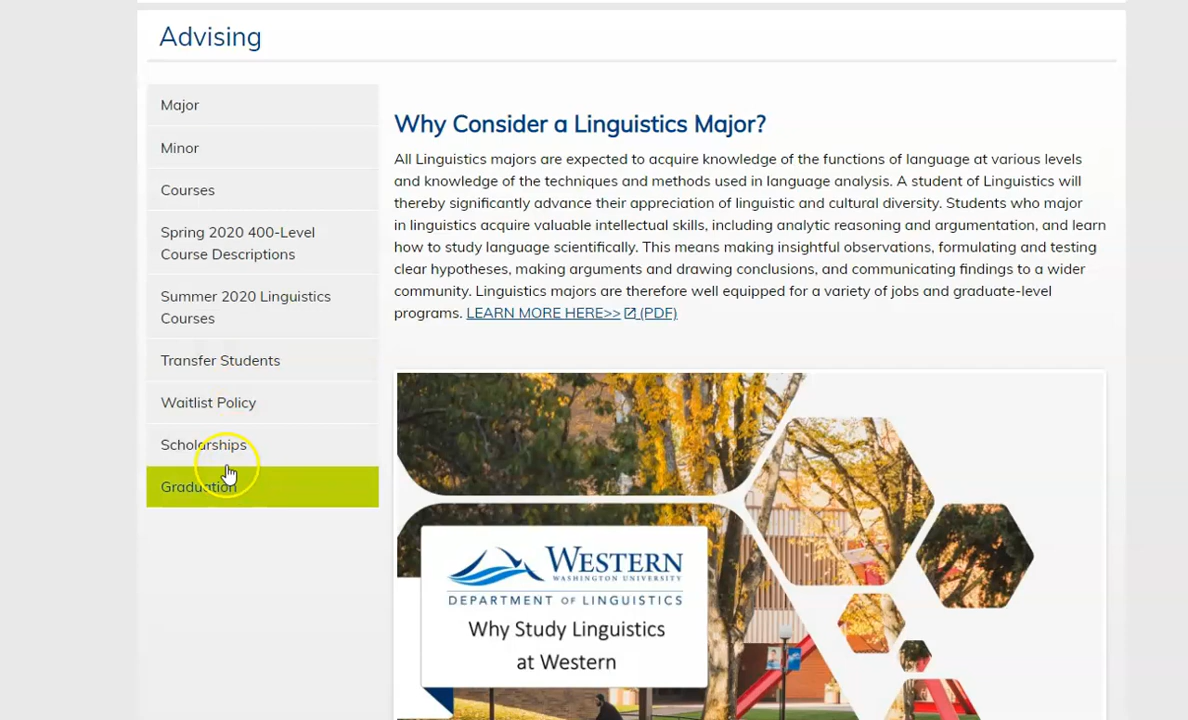 Advising
Major
Minor
Courses
Spring 2020 400-Level
Course Descriptions
Summer 2020 Linguistics
Courses
Transfer Students
Waitlist Policy
Scholarships
Graduation
Why Consider a Linguistics Major?
All Linguistics majors are expected to acquire knowledge of the functions of language at various levels
and knowledge of the techniques and methods used in language analysis. A student of Linguistics will
thereby significantly advance their appreciation of linguistic and cultural diversity. Students who major
in linguistics acquire valuable intellectual skills, including analytic reasoning and argumentation, and learn
how to study language scientifically. This means making insightful observations, formulating and testing
clear hypotheses, making arguments and drawing conclusions, and communicating findings to a wider
community. Linguistics majors are therefore well equipped for a variety of jobs and graduate-level
programs. LEARN MORE HERE>> (PDF)
WESTERN
WASHINGTON UNIVERSITY
DEPARTMENT OF LINGUISTICS
Why Study Linguistics
at Western